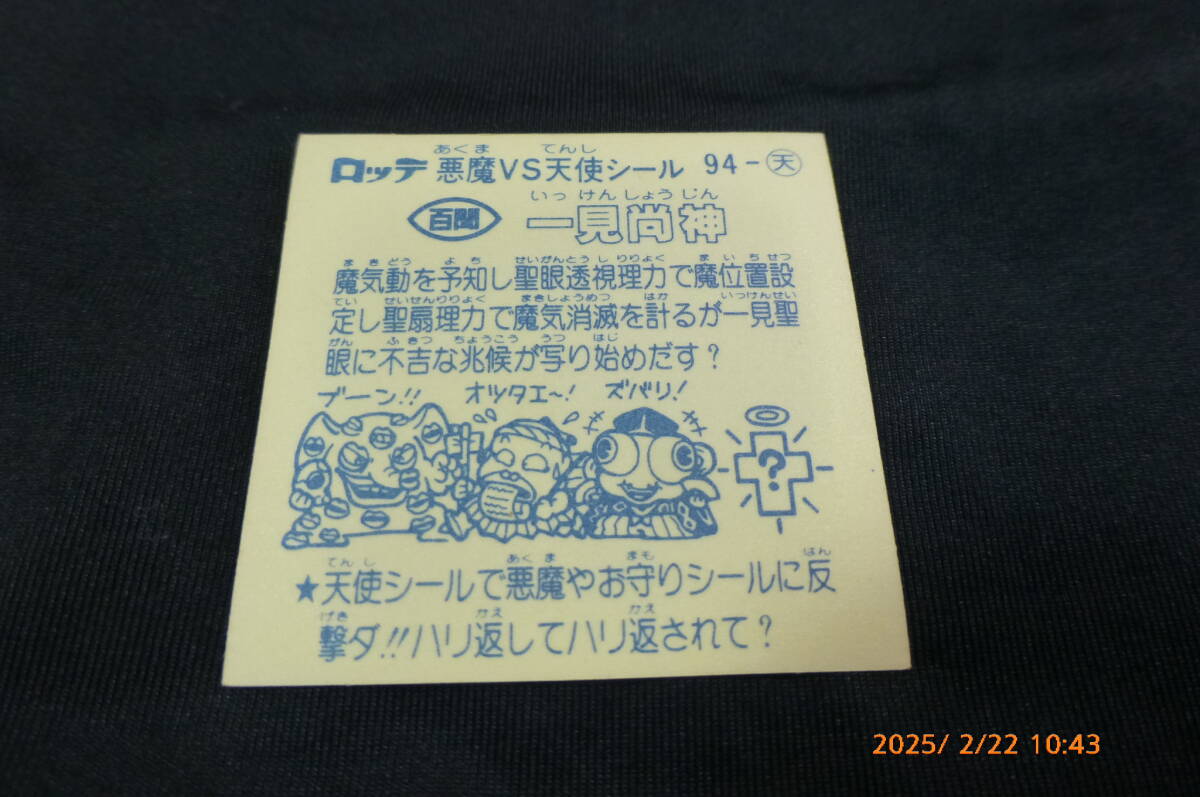 あくま てんし
ロッテ 悪魔VS天使シール 94-天
いっけんしょうじん
百聞 一見尚神
まきどう よち せいがんとうしりりょく まいちせつ
魔気動を予知し聖眼透視理力で魔位置設
てい せいせんりりょく まきしょうめつ はか いっけんせい
定し聖扇理力で魔気消滅を計るが一見聖
がん ふきつ ちょうこう うつ はじ
眼に不吉な兆候が写り始めだす?
ブーン!! オツタエ〜! ズバリ!
?
てんし あくま まも はん
★天使シールで悪魔やお守りシールに反
げき かえ かえ
撃ダ!!ハリ返してハリ返されて?
2025/ 2/22 10:43